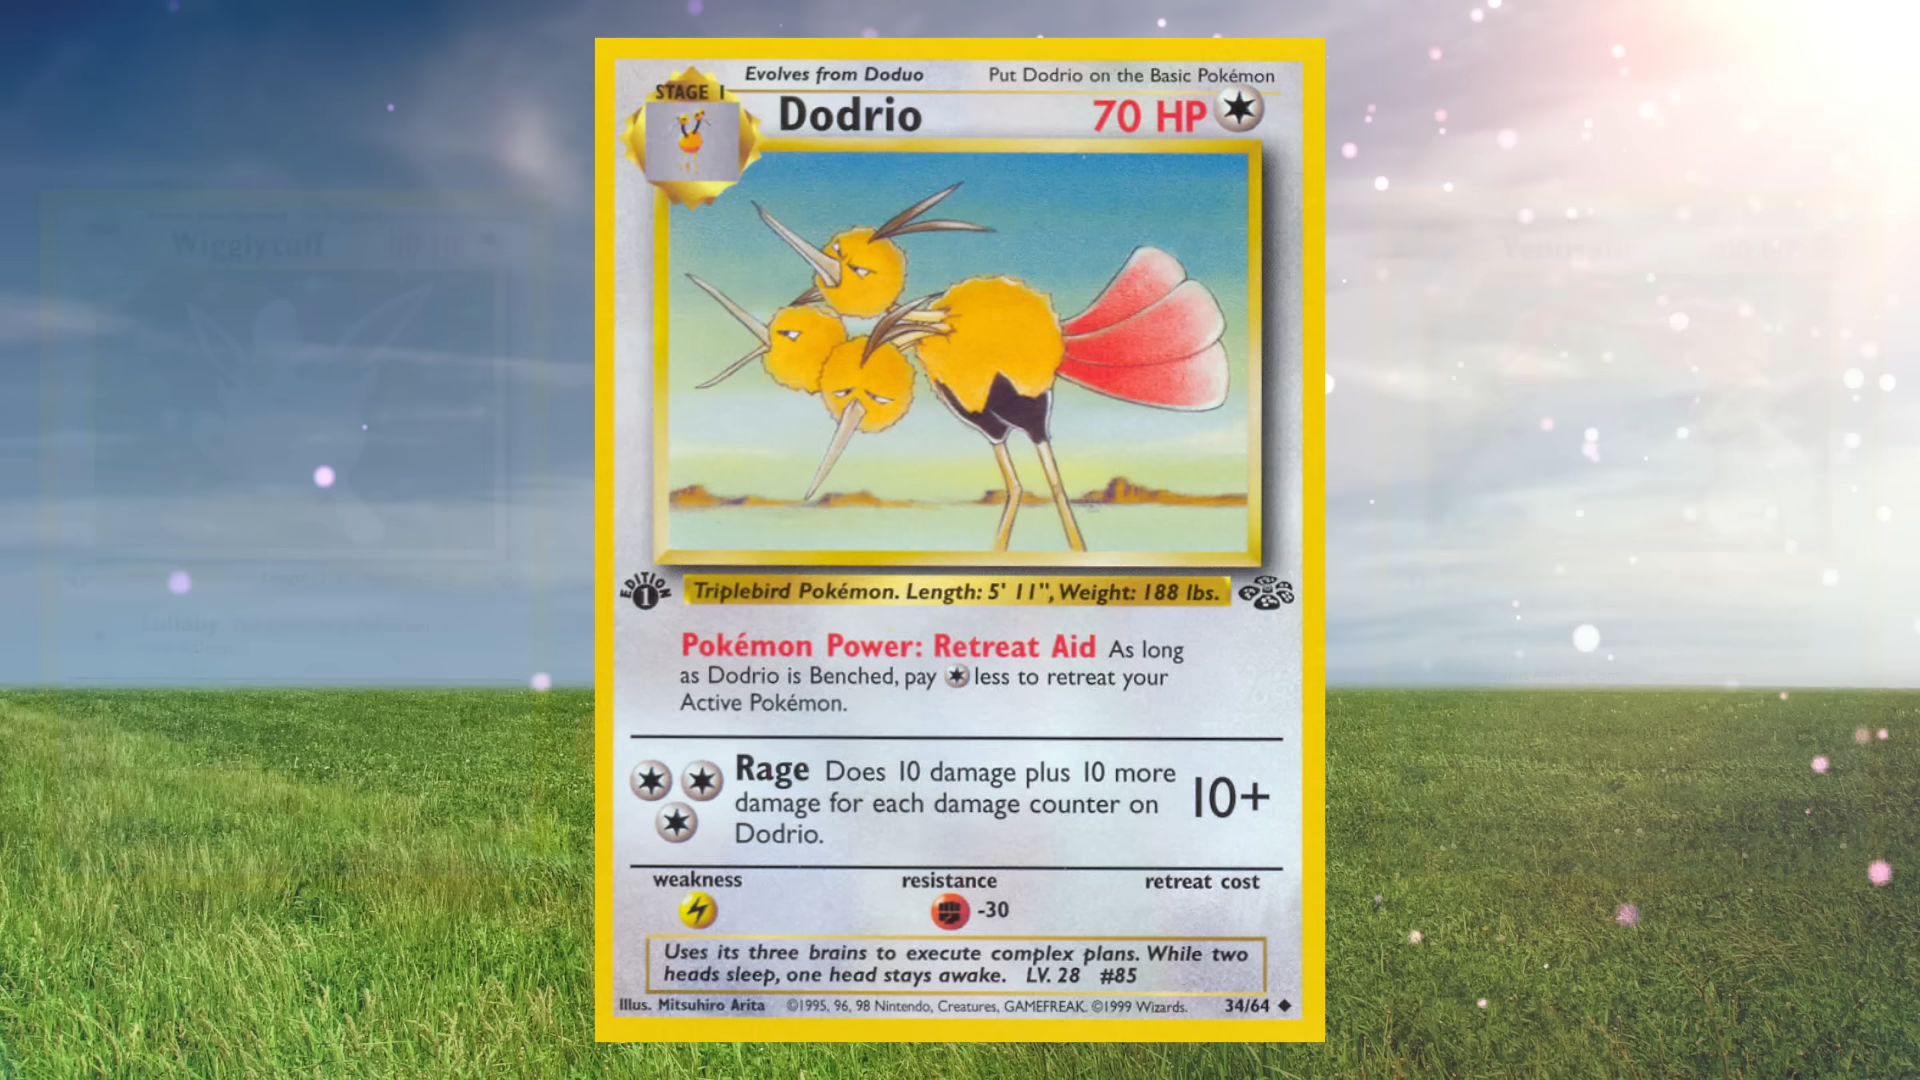 Evolves from Doduo
Put Dodrio on the Basic Pokémon
STAGE 1
Dodrio
70 HP
Wigglytuff
EDITION
1
Triplebird Pokémon. Length: 5' 11", Weight: 188 lbs.
Pokémon Power: Retreat Aid As long
as Dodrio is Benched, pay less to retreat your
Active Pokémon.
Lullaby
Rage Does 10 damage plus 10 more
damage for each damage counter on
Dodrio.
10+
weakness
resistance
retreat cost
-30
Uses its three brains to execute complex plans. While two
heads sleep, one head stays awake. LV. 28 #85
Illus. Mitsuhiro Arita ©1995, 96, 98 Nintendo, Creatures, GAMEFREAK. ©1999 Wizards. 34/64